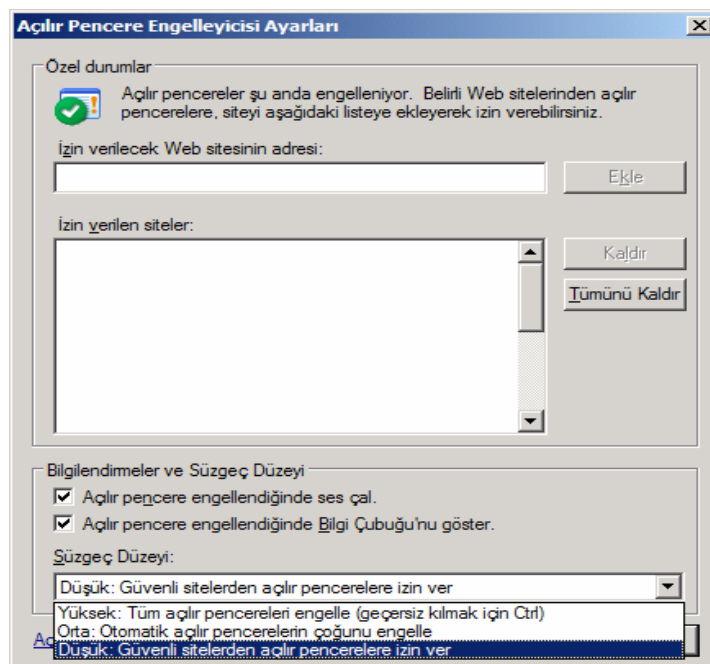 Açılır Pencere Engelleyicisi Ayarları
Özel durumlar
Açılır pencereler şu anda engelleniyor. Belirli Web sitelerinden açılır
pencerelere, siteyi aşağıdaki listeye ekleyerek izin verebilirsiniz.
İzin verilecek Web sitesinin adresi:
Ekle
İzin verilen siteler:
Kaldır
Tümünü Kaldır
Bilgilendirmeler ve Süzgeç Düzeyi
Açılır pencere engellendiğinde ses çal.
Açılır pencere engellendiğinde Bilgi Çubuğu'nu göster.
Süzgeç Düzeyi:
Düşük: Güvenli sitelerden açılır pencerelere izin ver
Yüksek: Tüm açılır pencereleri engelle (geçersiz kılmak için Ctrl)
Orta: Otomatik açılır pencerelerin çoğunu engelle
Düşük: Güvenli sitelerden açılır pencerelere izin ver